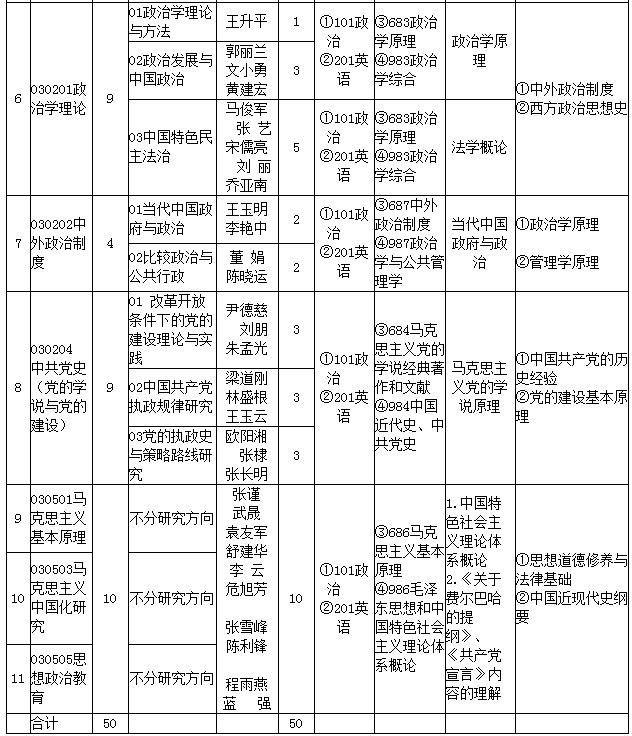 6
030201政
治学理论
9
01政治学理论
与方法
王升平
1
①101政
治
②201英
语
③683政治
学原理
④983政治
学综合
政治学原
理
①中外政治制度
②西方政治思想史
02政治发展与
中国政治
郭丽兰
文小勇
黄建宏
3
03中国特色民
主法治
马俊军
张 艺
宋儒亮
刘 丽
乔亚南
5
①101政
治
②201英
语
③683政治
学原理
④983政治
学综合
法学概论
7
030202中
外政治制
度
4
01当代中国政
府与政治
王玉明
李艳中
2
①101政
治
②201英
语
③687中外
政治制度
④987政治
学与公共
管理学
当代中国
政府与政
治
①政治学原理
②管理学原理
02比较政治与
公共行政
董 娟
陈晓运
2
8
030204
中共党史
（党的学
说与党的
建设）
9
01 改革开放
条件下的党的
建设理论与实
践
尹德慈
刘朋
朱孟光
3
①101政
治
②201英
语
③684马克
思主义党的
学说经典著
作和文献
④984中国
近代史、中
共党史
马克思主
义党的学
说原理
①中国共产党的历
史经验
②党的建设基本原
理
02中国共产党
执政规律研究
梁道刚
林盛根
王玉云
3
03党的执政史
与策略路线研
究
欧阳湘
张棣
张长明
3
9
030501马
克思主义
基本原理
10
不分研究方向
张谨
武晟
袁友军
舒建华
李 云
危旭芳
张雪峰
陈利锋
程雨燕
蓝 强
10
①101政
治
②201英
语
③686马克
思主义基本
原理
④986毛泽
东思想和中
国特色社会
主义理论体
系概论
1.中国特
色社会主
义理论体
系概论
2.《关于
费尔巴哈
的提
纲》、
《共产党
宣言》内
容的理解
①思想道德修养与
法律基础
②中国近现代史纲
要
10
030503马
克思主义
中国化研
究
不分研究方向
11
030505思
想政治教
育
不分研究方向
合计
50
50